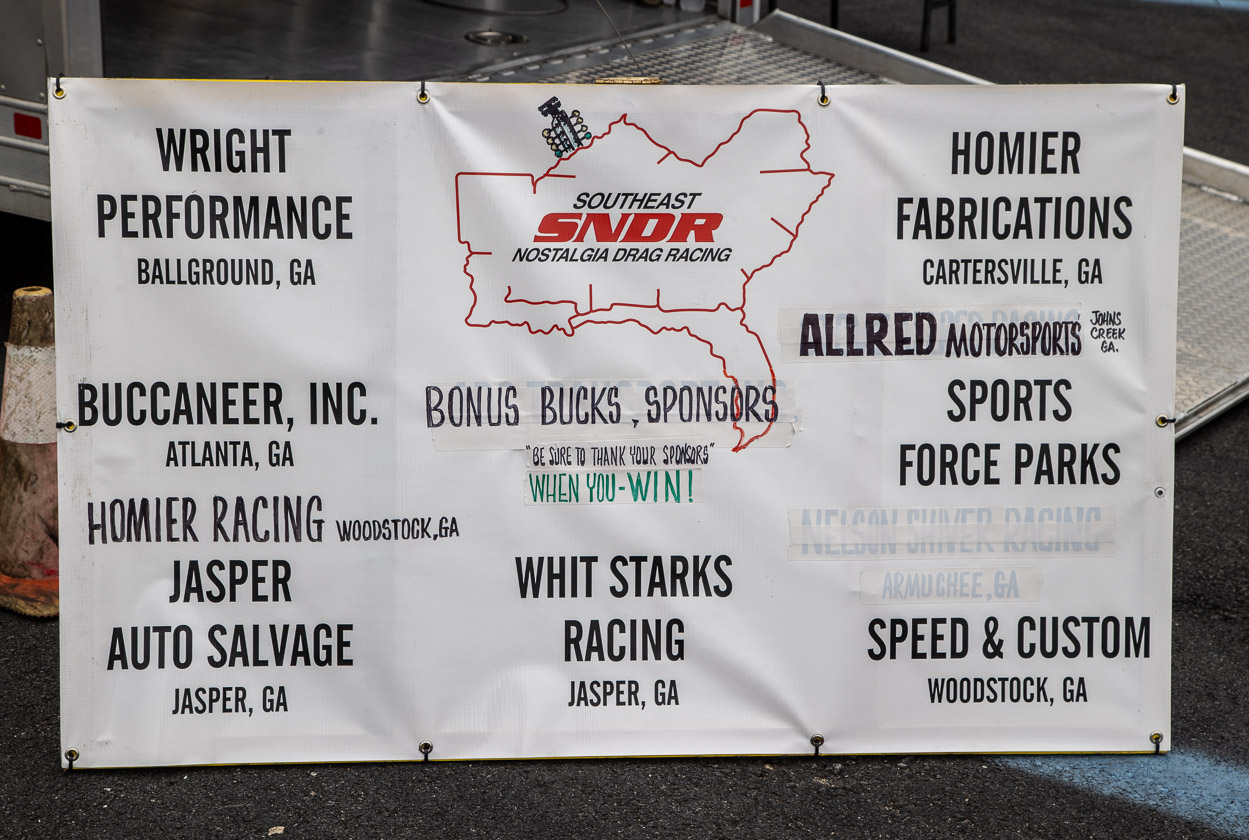 WRIGHT
PERFORMANCE
BALLGROUND, GA
BUCCANEER, INC.
ATLANTA, GA
HOMIER RACING WOODSTOCK, GA
JASPER
AUTO SALVAGE
JASPER, GA
SOUTHEAST
SNDR
NOSTALGIA DRAG RACING
BONUS BUCKS, SPONSORS
"BE SURE TO THANK YOUR SPONSORS"
WHEN YOU-WIN!
WHIT STARKS
RACING
JASPER, GA
HOMIER
FABRICATIONS
CARTERSVILLE, GA
ALLRED MOTORSPORTS JOHNS
CREEK
GA.
SPORTS
FORCE PARKS
NELSON SHIVER RACING
ARMUCHEE, GA
SPEED & CUSTOM
WOODSTOCK, GA